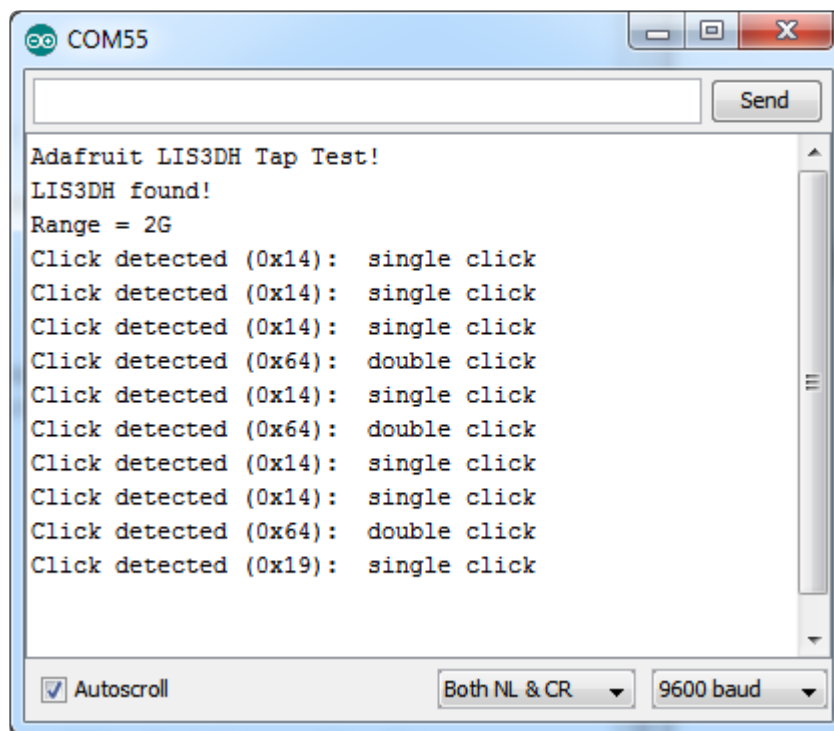 COM55
Send
Adafruit LIS3DH Tap Test!
LIS3DH found!
Range = 2G
Click detected (0x14):  single click
Click detected (0x14):  single click
Click detected (0x14):  single click
Click detected (0x64):  double click
Click detected (0x14):  single click
Click detected (0x64):  double click
Click detected (0x14):  single click
Click detected (0x14):  single click
Click detected (0x64):  double click
Click detected (0x19):  single click
Autoscroll Both NL & CR 9600 baud